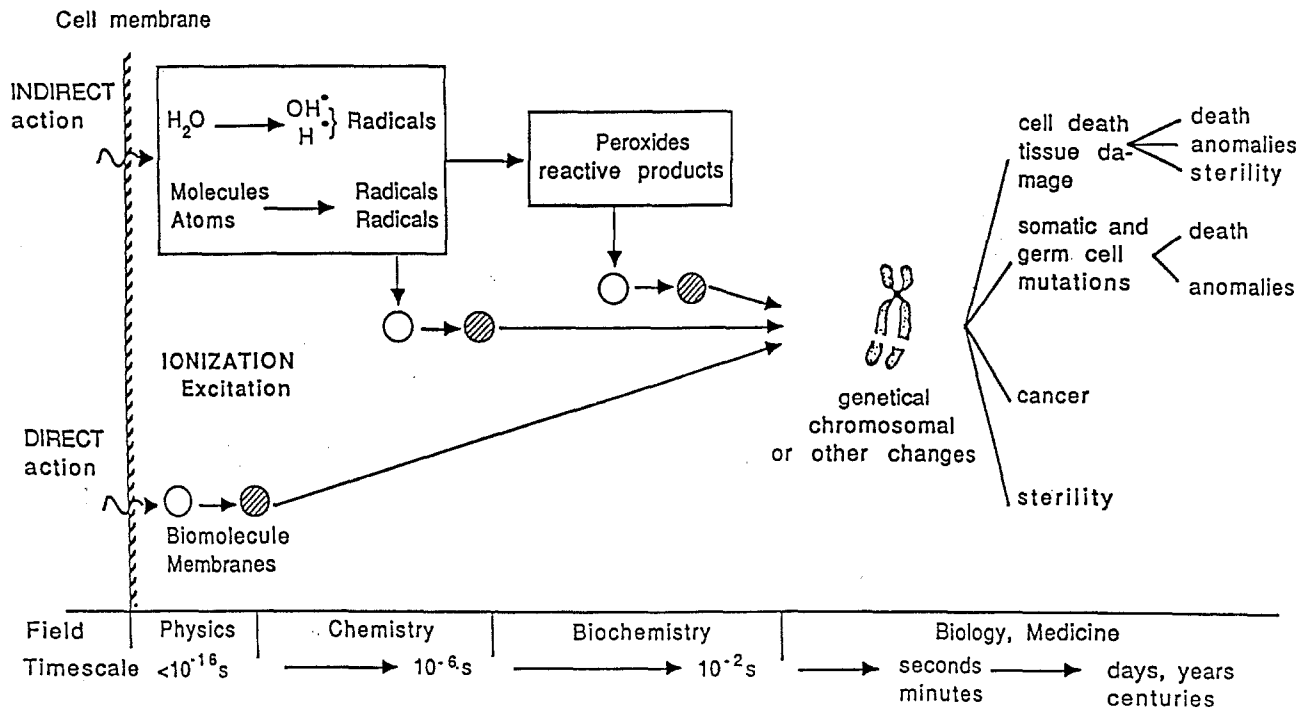 Cell membrane
INDIRECT
action
H₂O
OH•
H•
} Radicals
Molecules
Atoms
Radicals
Radicals
Peroxides
reactive products
cell death
tissue da-
mage
death
anomalies
sterility
somatic and
germ cell
mutations
death
anomalies
IONIZATION
Excitation
genetical
chromosomal
or other changes
cancer
DIRECT
action
sterility
Biomolecule
Membranes
Field Physics Chemistry Biochemistry Biology, Medicine
Timescale <10⁻¹⁶s 10⁻⁶·s 10⁻²s seconds days, years
minutes centuries